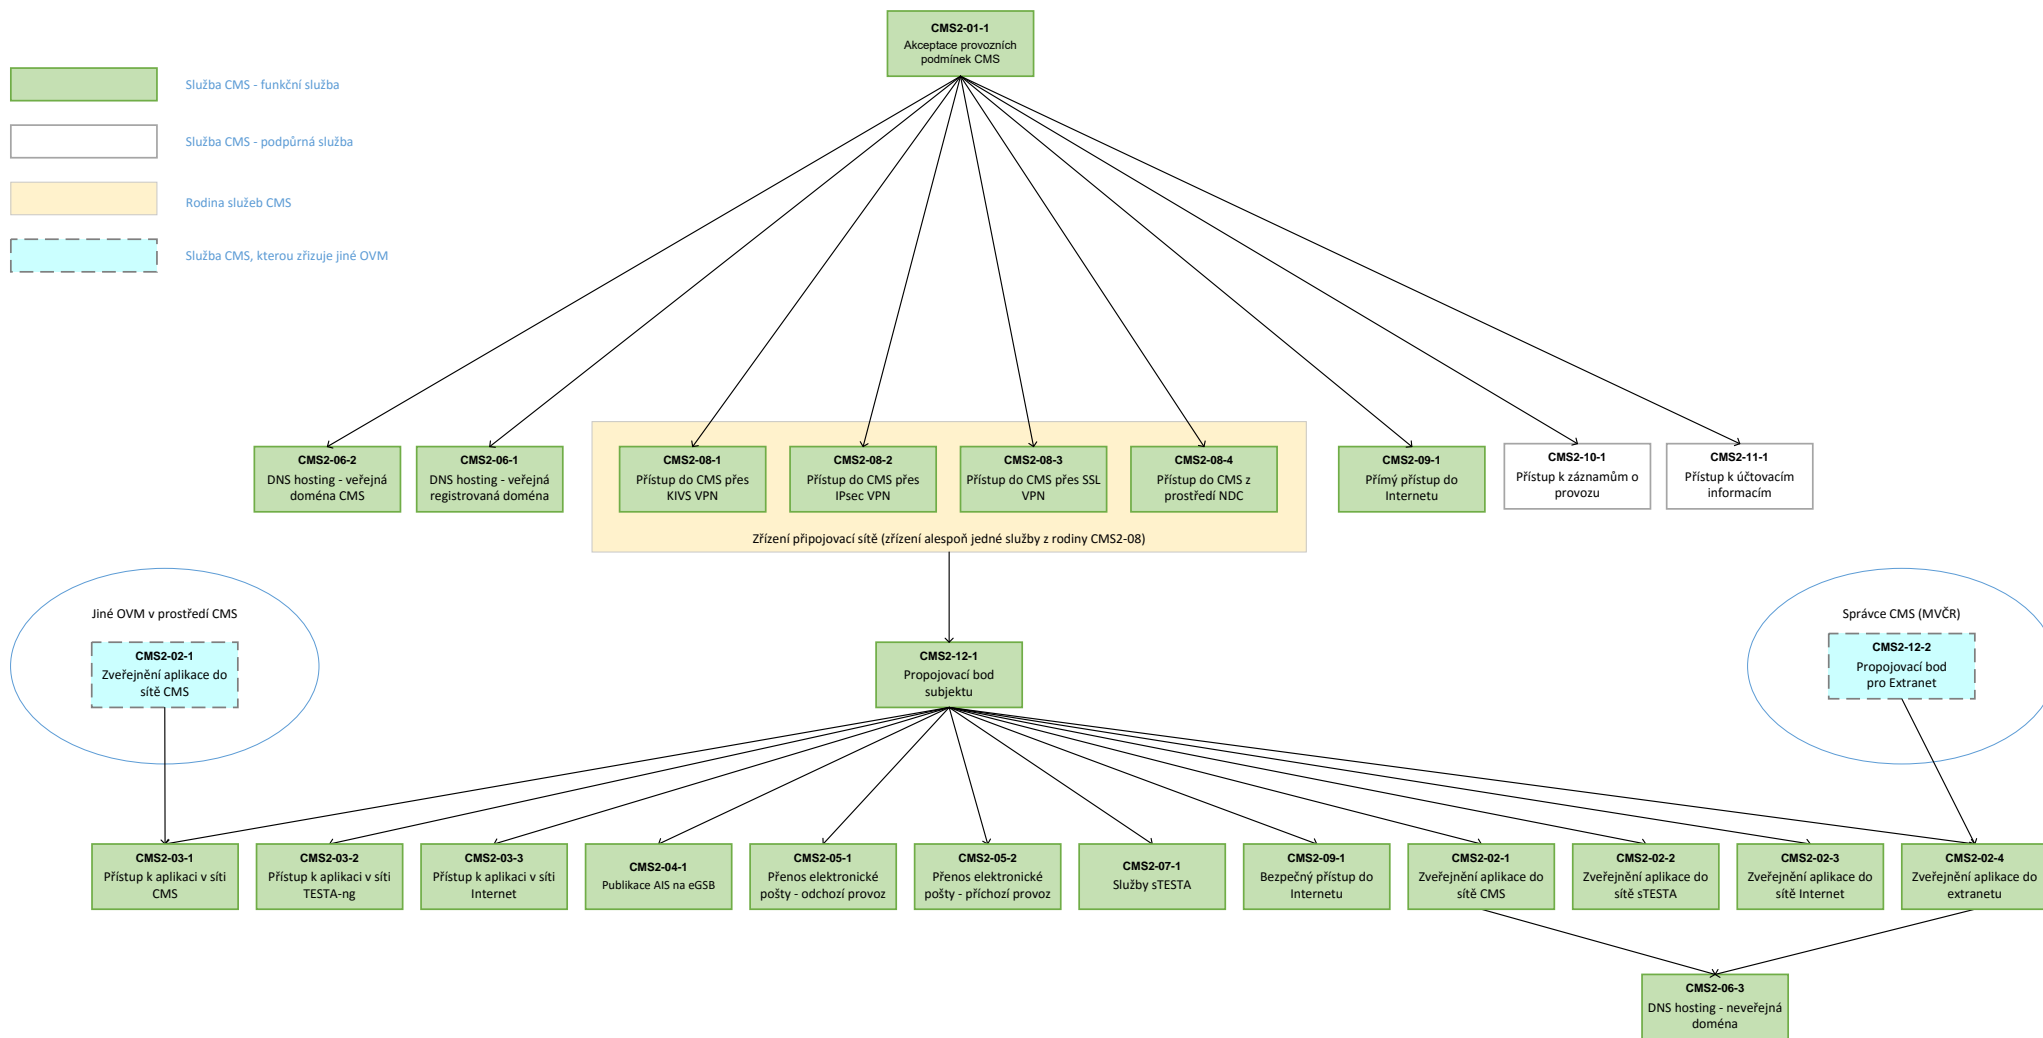 CMS2-01-1
Akceptace provozních
podmínek CMS
Služba CMS - funkční služba
Služba CMS - podpůrná služba
Rodina služeb CMS
Služba CMS, kterou zřizuje jiné OVM
CMS2-06-2
DNS hosting - veřejná
doména CMS
CMS2-06-1
DNS hosting - veřejná
registrovaná doména
CMS2-08-1
Přístup do CMS přes
KIVS VPN
CMS2-08-2
Přístup do CMS přes
IPsec VPN
CMS2-08-3
Přístup do CMS přes SSL
VPN
CMS2-08-4
Přístup do CMS z
prostředí NDC
CMS2-09-1
Přímý přístup do
Internetu
CMS2-10-1
Přístup k záznamům o
provozu
CMS2-11-1
Přístup k účtovacím
informacím
Zřízení připojovací sítě (zřízení alespoň jedné služby z rodiny CMS2-08)
Jiné OVM v prostředí CMS
CMS2-02-1
Zveřejnění aplikace do
sítě CMS
CMS2-12-1
Propojovací bod
subjektu
Správce CMS (MVČR)
CMS2-12-2
Propojovací bod
pro Extranet
CMS2-03-1
Přístup k aplikaci v síti
CMS
CMS2-03-2
Přístup k aplikaci v síti
TESTA-ng
CMS2-03-3
Přístup k aplikaci v síti
Internet
CMS2-04-1
Publikace AIS na eGSB
CMS2-05-1
Přenos elektronické
pošty - odchozí provoz
CMS2-05-2
Přenos elektronické
pošty - příchozí provoz
CMS2-07-1
Služby sTESTA
CMS2-09-1
Bezpečný přístup do
Internetu
CMS2-02-1
Zveřejnění aplikace do
sítě CMS
CMS2-02-2
Zveřejnění aplikace do
sítě sTESTA
CMS2-02-3
Zveřejnění aplikace do
sítě Internet
CMS2-02-4
Zveřejnění aplikace do
extranetu
CMS2-06-3
DNS hosting - neveřejná
doména